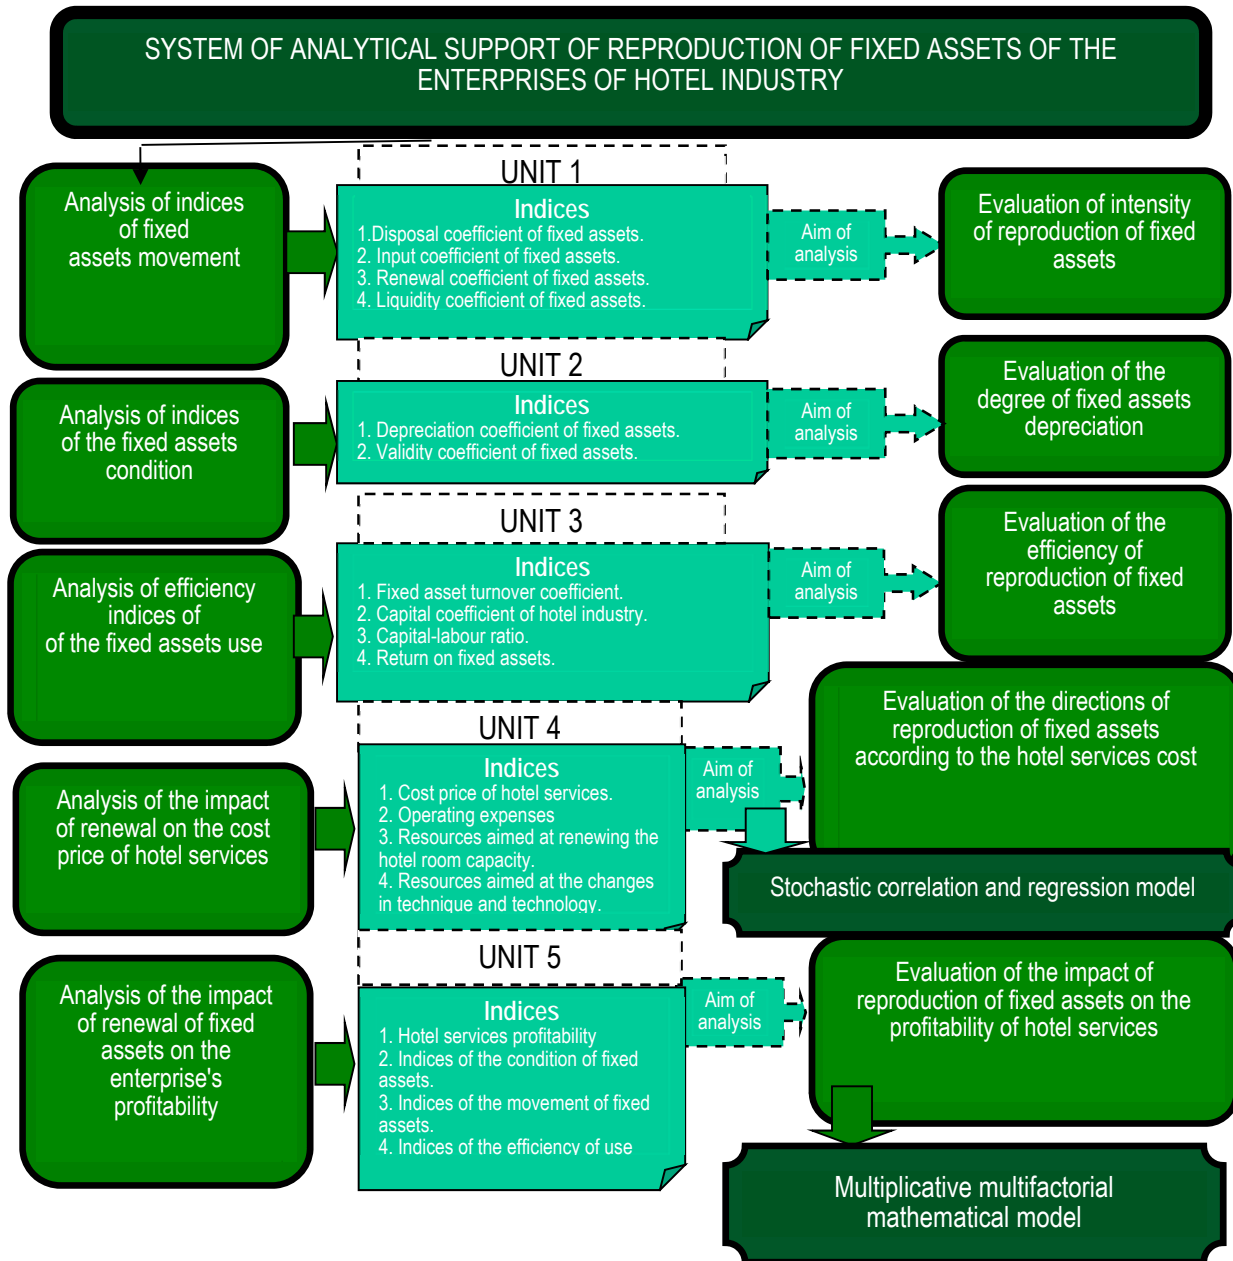 SYSTEM OF ANALYTICAL SUPPORT OF REPRODUCTION OF FIXED ASSETS OF THE
ENTERPRISES OF HOTEL INDUSTRY
Analysis of indices
of fixed
assets movement
UNIT 1
Indices
1.Disposal coefficient of fixed assets.
2. Input coefficient of fixed assets.
3. Renewal coefficient of fixed assets.
4. Liquidity coefficient of fixed assets.
Aim of
analysis
Evaluation of intensity
of reproduction of fixed
assets
Analysis of indices
of the fixed assets
condition
UNIT 2
Indices
1. Depreciation coefficient of fixed assets.
2. Validity coefficient of fixed assets.
Aim of
analysis
Evaluation of the
degree of fixed assets
depreciation
Analysis of efficiency
indices of
of the fixed assets use
UNIT 3
Indices
1. Fixed asset turnover coefficient.
2. Capital coefficient of hotel industry.
3. Capital-labour ratio.
4. Return on fixed assets.
Aim of
analysis
Evaluation of the
efficiency of
reproduction of fixed
assets
Analysis of the impact
of renewal on the cost
price of hotel services
UNIT 4
Indices
1. Cost price of hotel services.
2. Operating expenses
3. Resources aimed at renewing the
hotel room capacity.
4. Resources aimed at the changes
in technique and technology.
Aim of
analysis
Evaluation of the directions of
reproduction of fixed assets
according to the hotel services cost
Stochastic correlation and regression model
Analysis of the impact
of renewal of fixed
assets on the
enterprise's
profitability
UNIT 5
Indices
1. Hotel services profitability
2. Indices of the condition of fixed
assets.
3. Indices of the movement of fixed
assets.
4. Indices of the efficiency of use
Aim of
analysis
Evaluation of the impact of
reproduction of fixed assets on the
profitability of hotel services
Multiplicative multifactorial
mathematical model